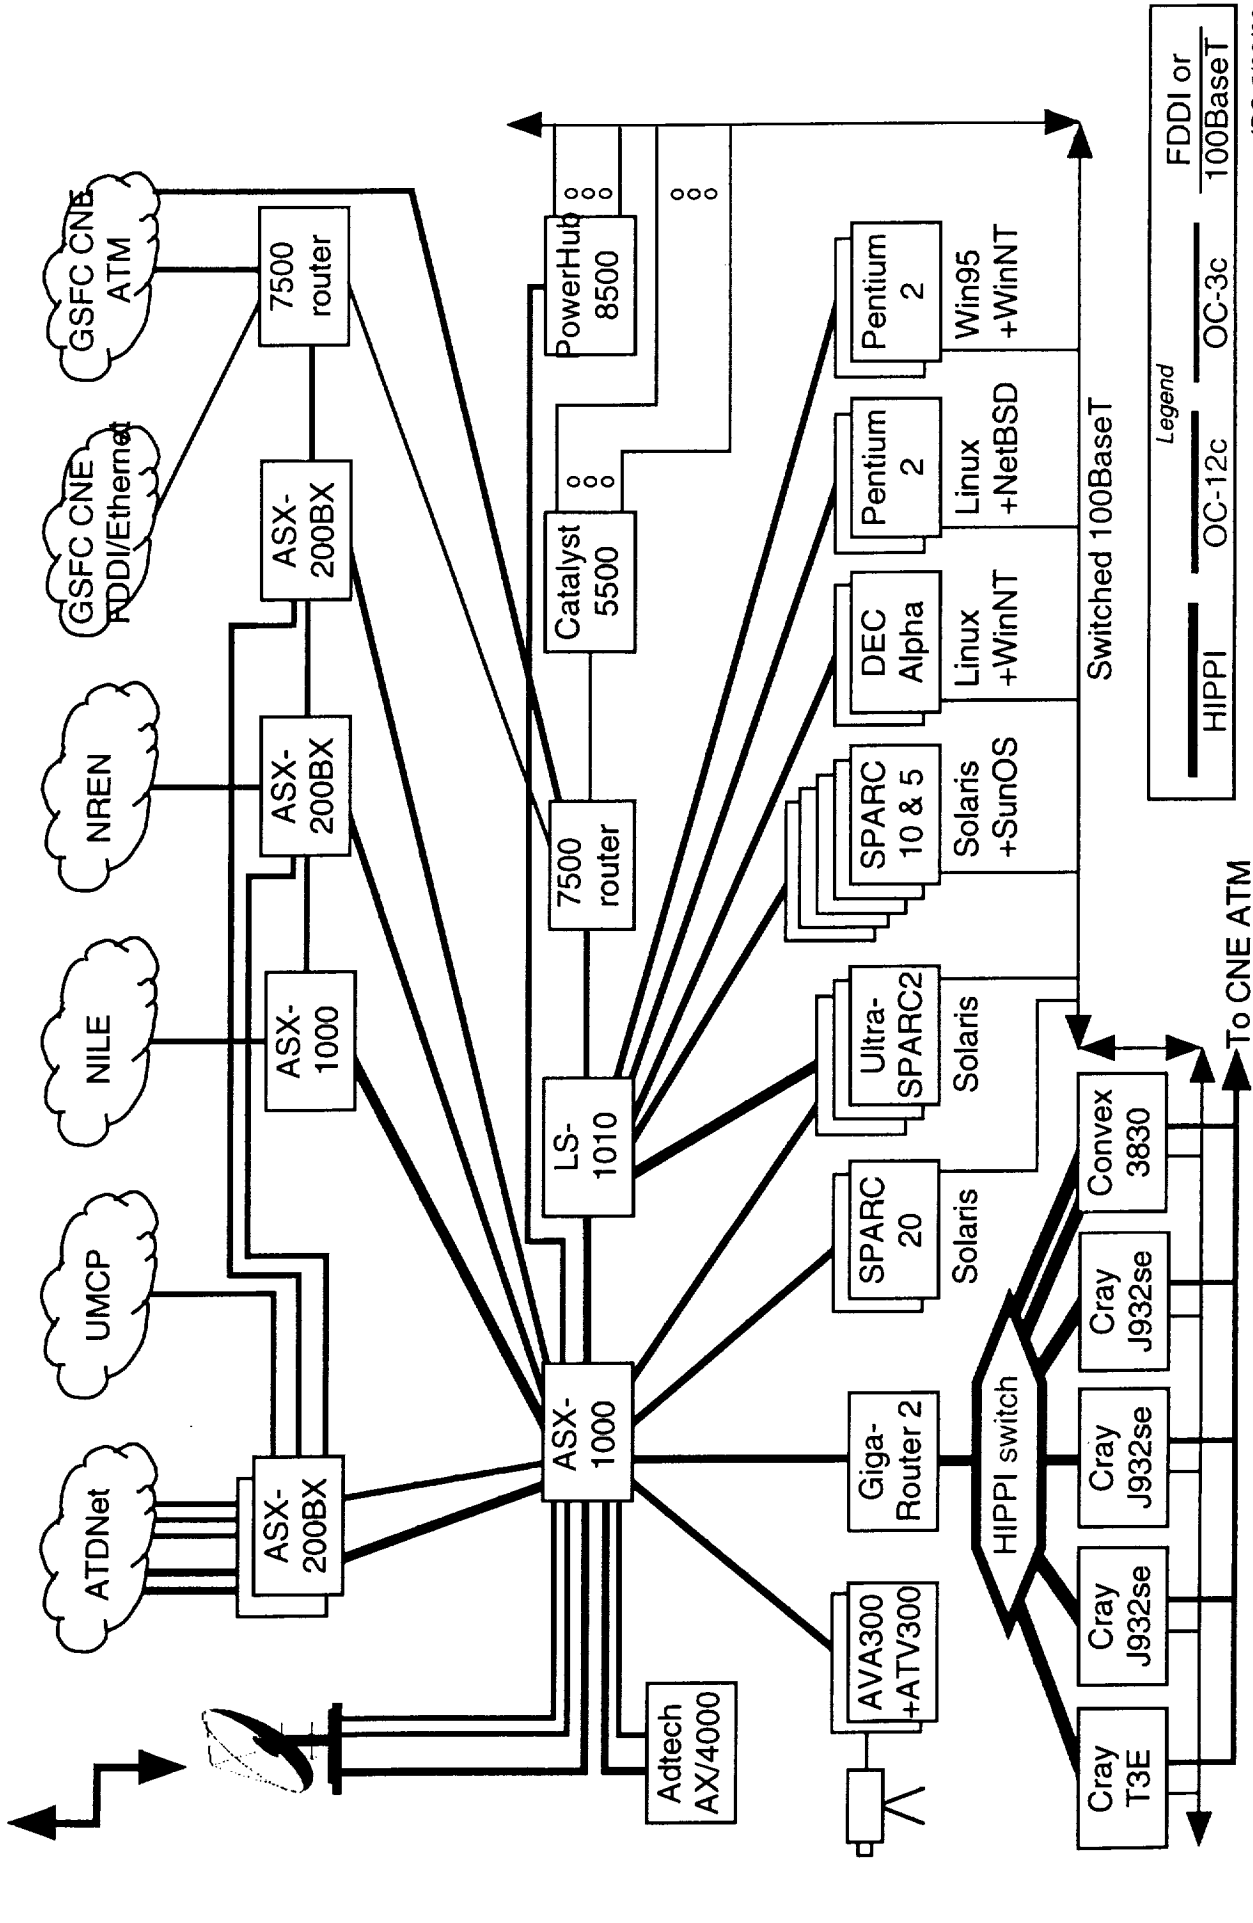 ATDNet
UMCP
NILE
NREN
GSFC CNE
FDDI/Ethernet
GSFC CNE
ATM
ASX-
200BX
ASX-
1000
ASX-
200BX
ASX-
200BX
7500
router
Adtech
AX/4000
ASX-
1000
LS-
1010
7500
router
Catalyst
5500
PowerHub
8500
AVA300
+ATV300
Giga-
Router 2
SPARC
20
Solaris
Ultra-
SPARC2
Solaris
SPARC
10 & 5
Solaris
+SunOS
DEC
Alpha
Linux
+WinNT
Pentium
2
Linux
+NetBSD
Pentium
2
Win95
+WinNT
HIPPI switch
Switched 100BaseT
Cray
T3E
Cray
J932se
Cray
J932se
Cray
J932se
Convex
3830
To CNE ATM
Legend
HIPPI
OC-12c
OC-3c
FDDI or
100BaseT